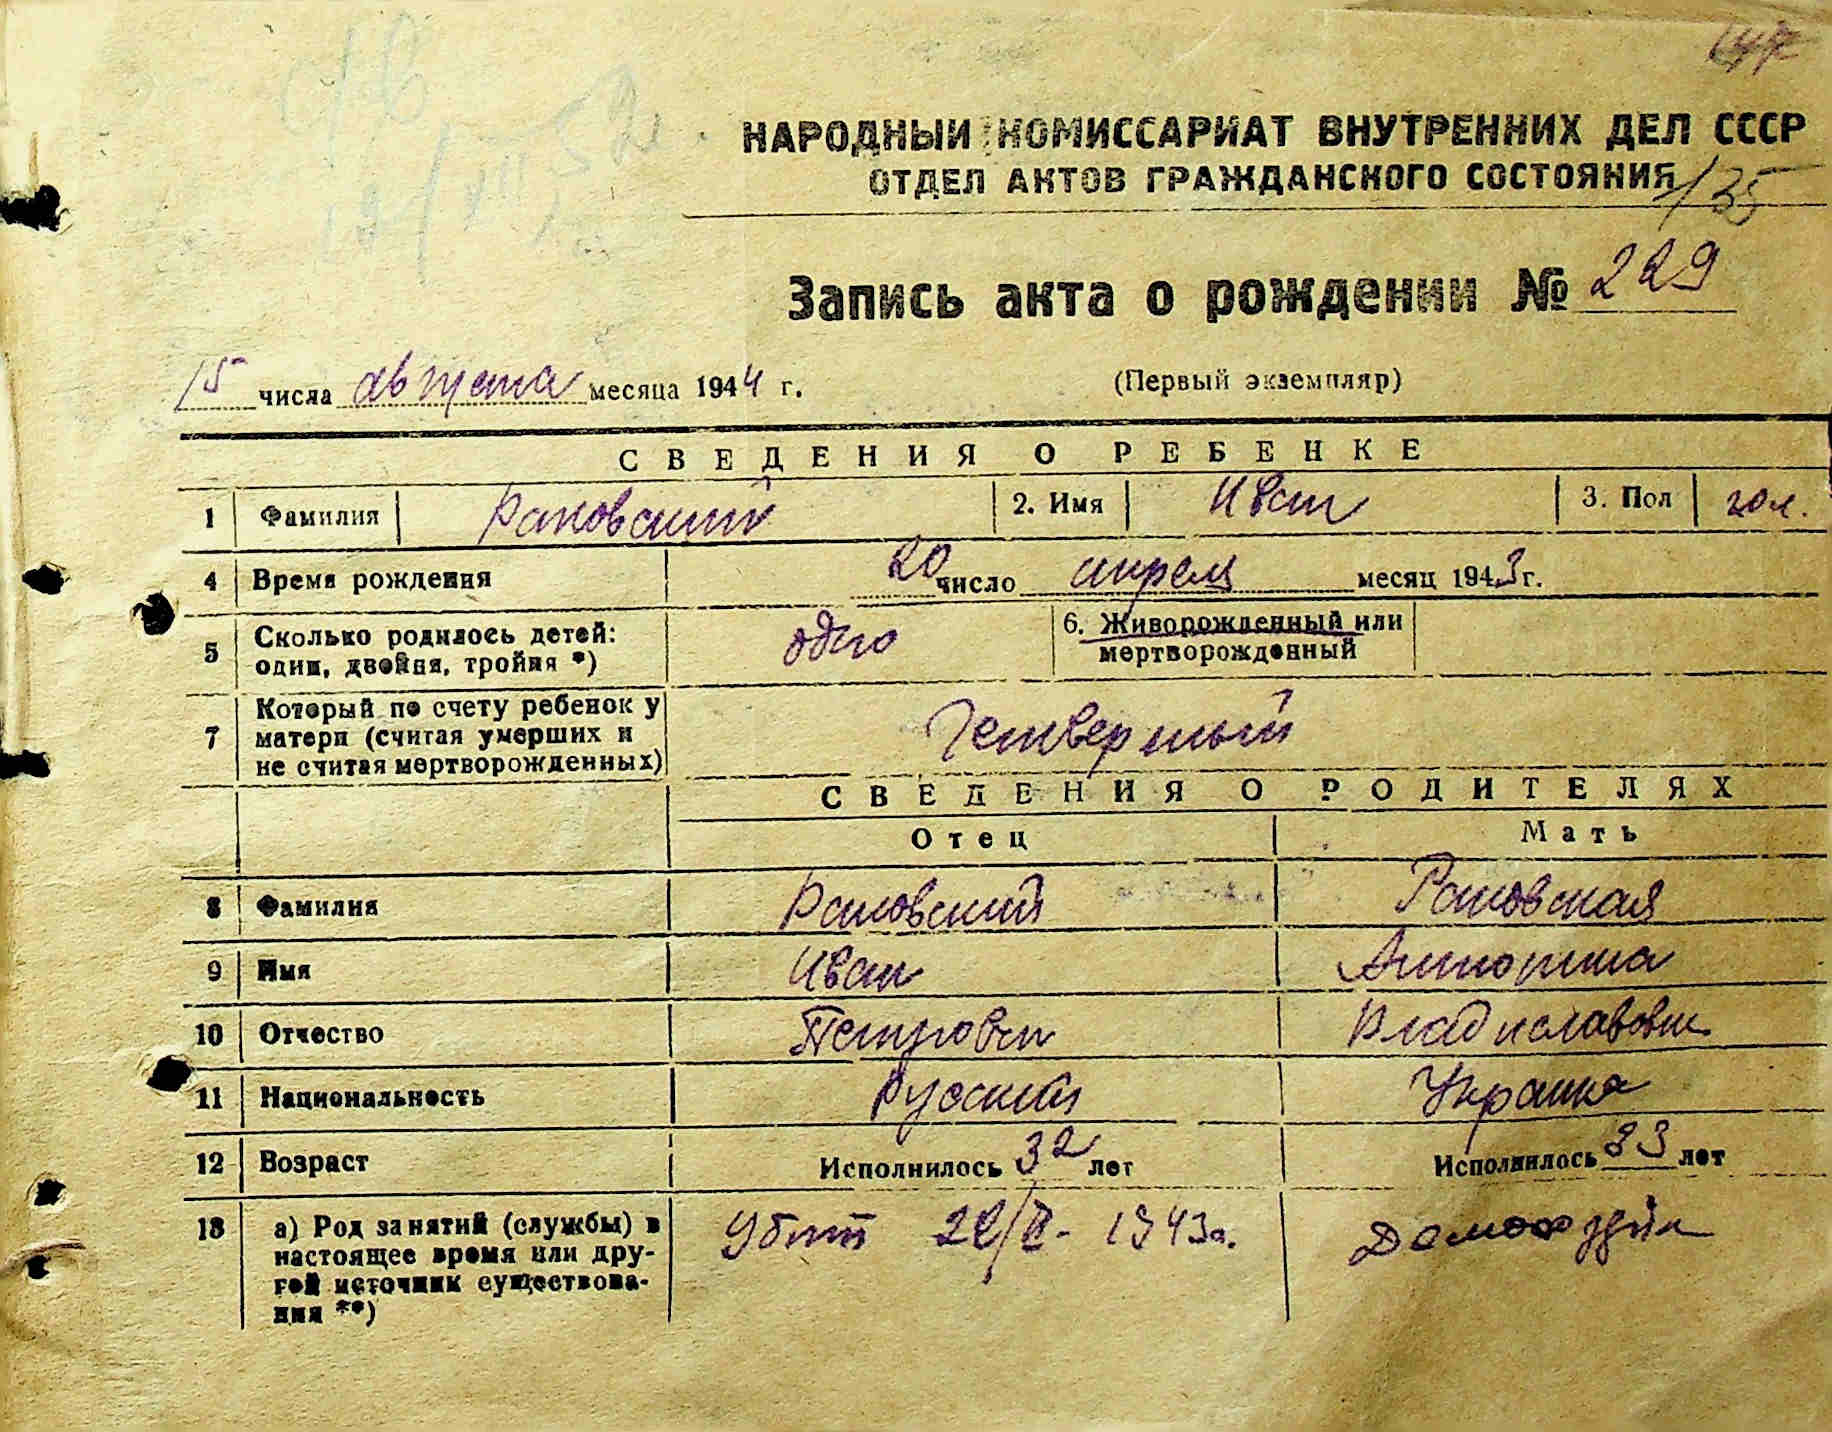 НАРОДНЫЙ КОМИССАРИАТ ВНУТРЕННИХ ДЕЛ СССР
ОТДЕЛ АКТОВ ГРАЖДАНСКОГО СОСТОЯНИЯ
Запись акта о рождении № 229
15 числа августа месяца 1944 г. (Первый экземпляр)
СВЕДЕНИЯ О РЕБЕНКЕ
1 Фамилия Раковский 2. Имя Иван 3. Пол
4 Время рождения 20 число апреля месяц 1943 г.
5 Сколько родилось детей: один, двойня, тройня *) одно 6. Живорожденный или мертворожденный
7 Который по счету ребенок у матери (считая умерших и не считая мертворожденных) Четвертый
СВЕДЕНИЯ О РОДИТЕЛЯХ
Отец Мать
8 Фамилия Раковский Раковская
9 Имя Иван Антонина
10 Отчество Петрович Владиславовн
11 Национальность Русский Украинка
12 Возраст Исполнилось 32 лет Исполнилось 33 лет
13 а) Род занятий (службы) в настоящее время или другой источник существования **) Убит 1943г. Домохозяйк